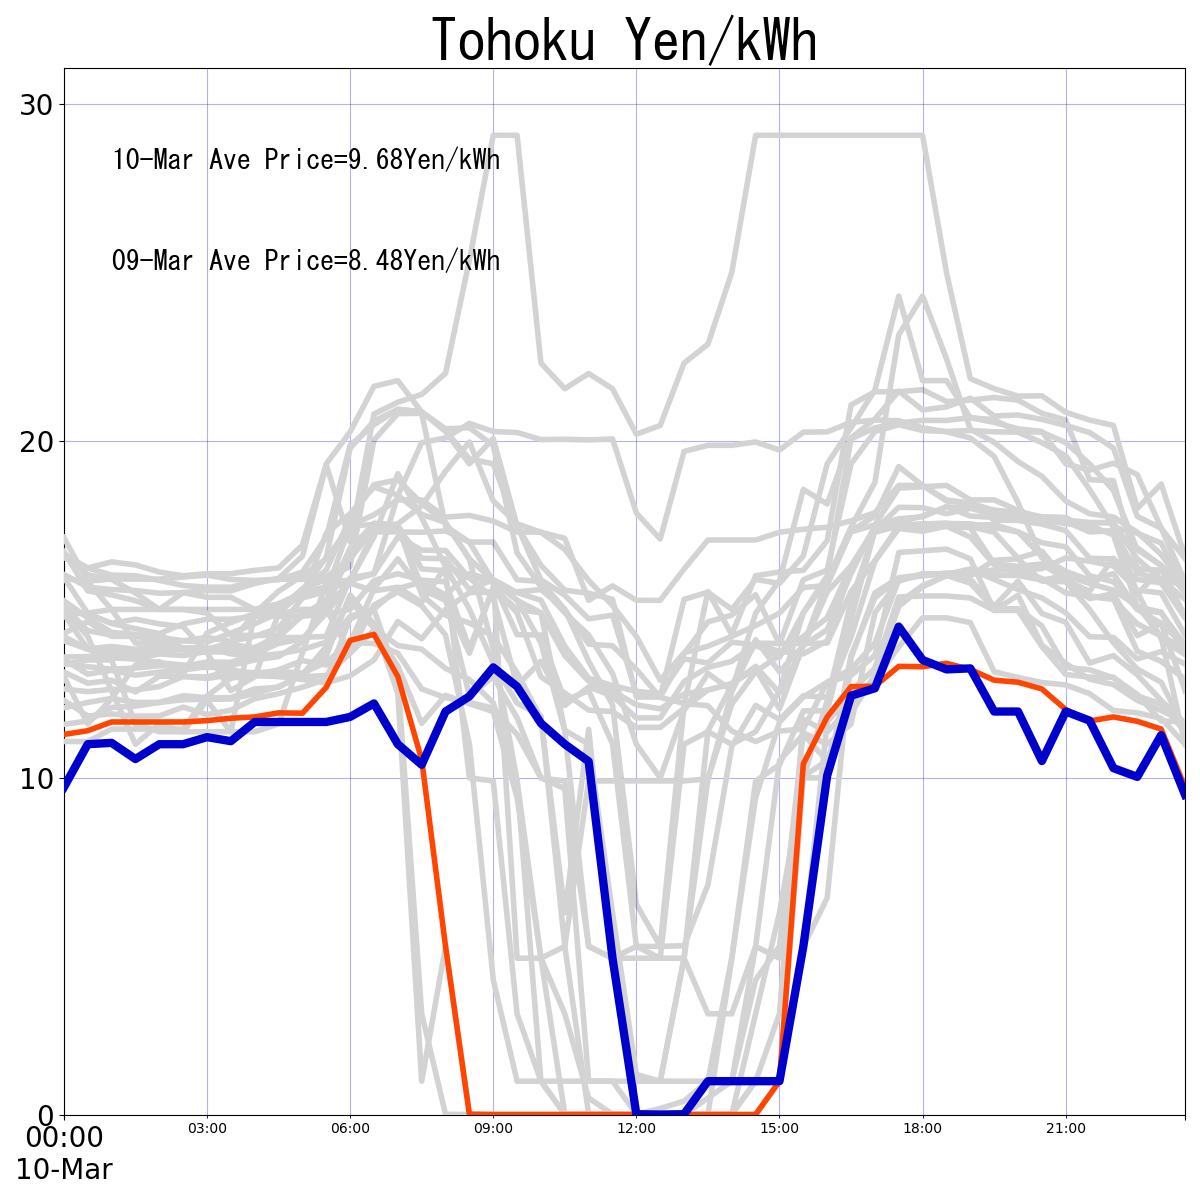 Tohoku Yen/kWh
30
10-Mar Ave Price=9.68Yen/kWh
09-Mar Ave Price=8.48Yen/kWh
20
10
0
00:00 03:00 06:00 09:00 12:00 15:00 18:00 21:00
10-Mar